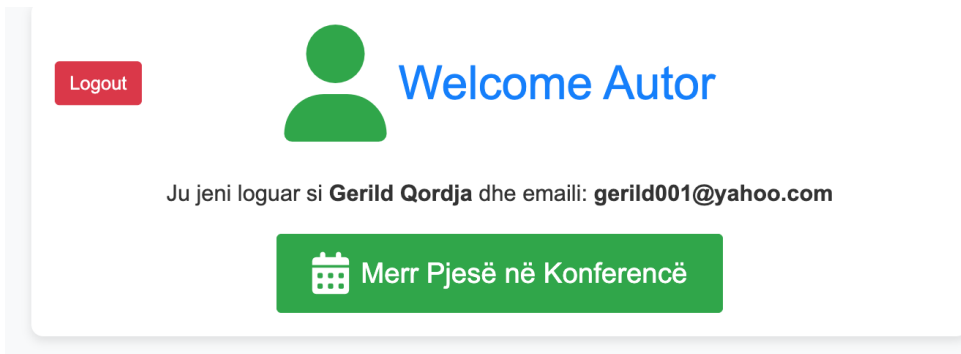 Logout
Welcome Autor
Ju jeni loguar si Gerild Qordja dhe emaili: gerild001@yahoo.com
Merr Pjesë në Konferencë